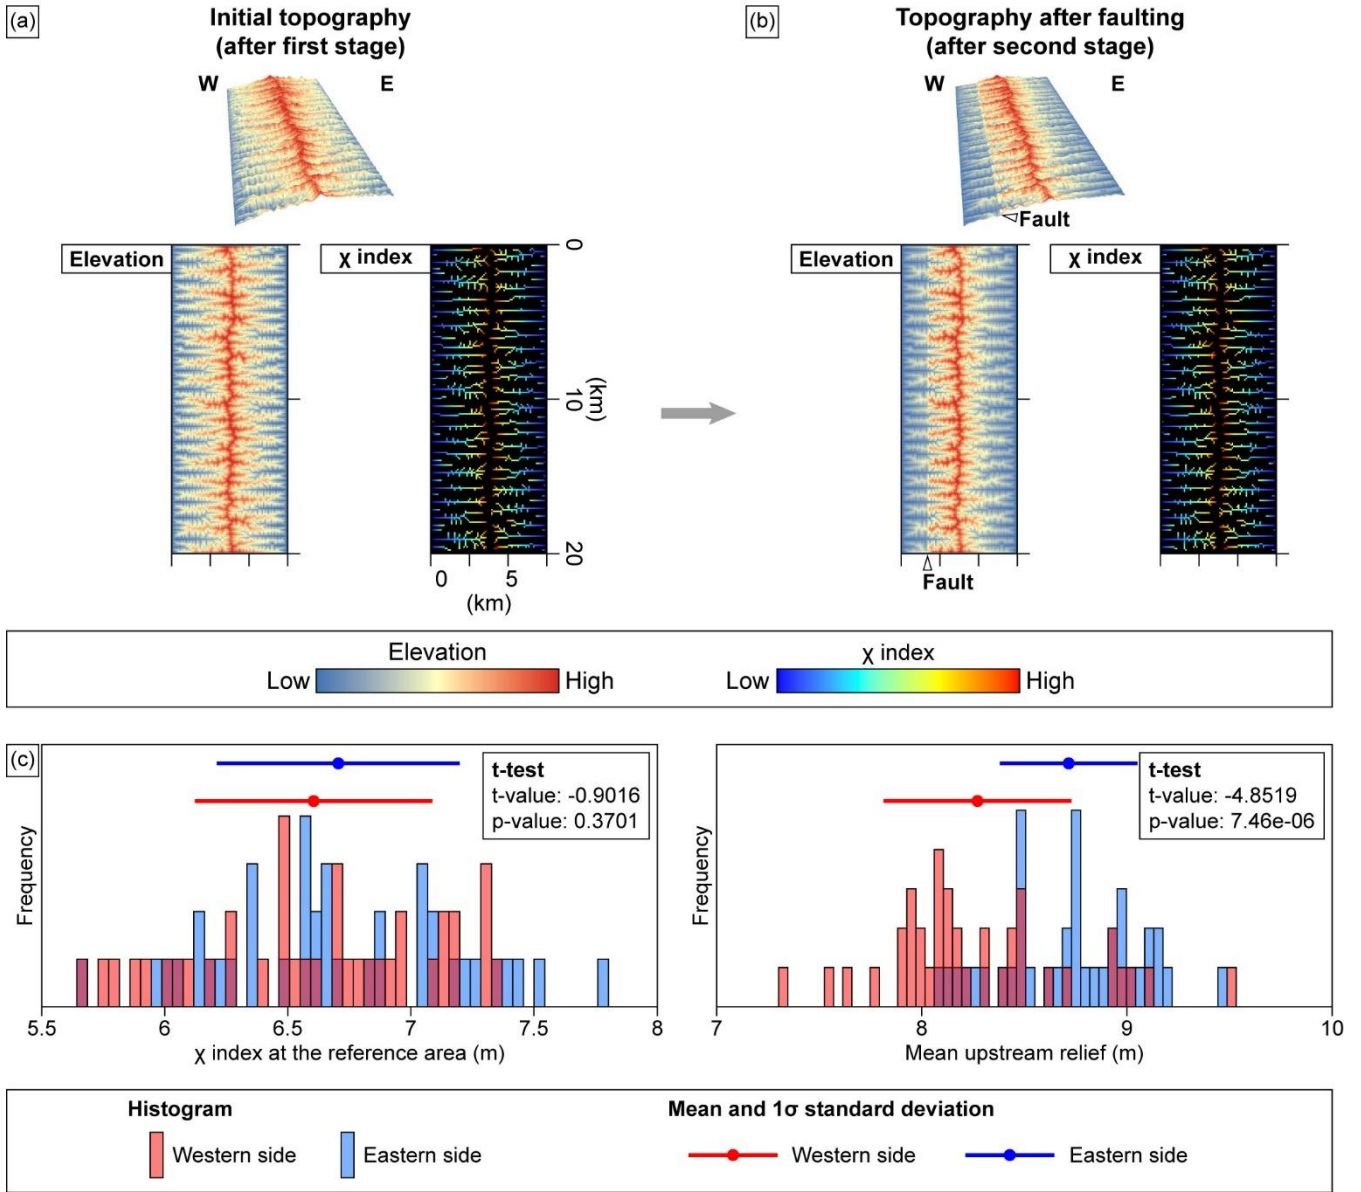 (a)
Initial topography
(after first stage)
W
E
Elevation
χ index
0
10
20
(km)
0
5
(km)
(b)
Topography after faulting
(after second stage)
W
E
Fault
Elevation
χ index
Fault
Elevation
Low
High
χ index
Low
High
(c)
t-test
t-value: -0.9016
p-value: 0.3701
Frequency
5.5
6
6.5
7
7.5
8
χ index at the reference area (m)
t-test
t-value: -4.8519
p-value: 7.46e-06
Frequency
7
8
9
10
Mean upstream relief (m)
Histogram
Western side
Eastern side
Mean and 1σ standard deviation
Western side
Eastern side